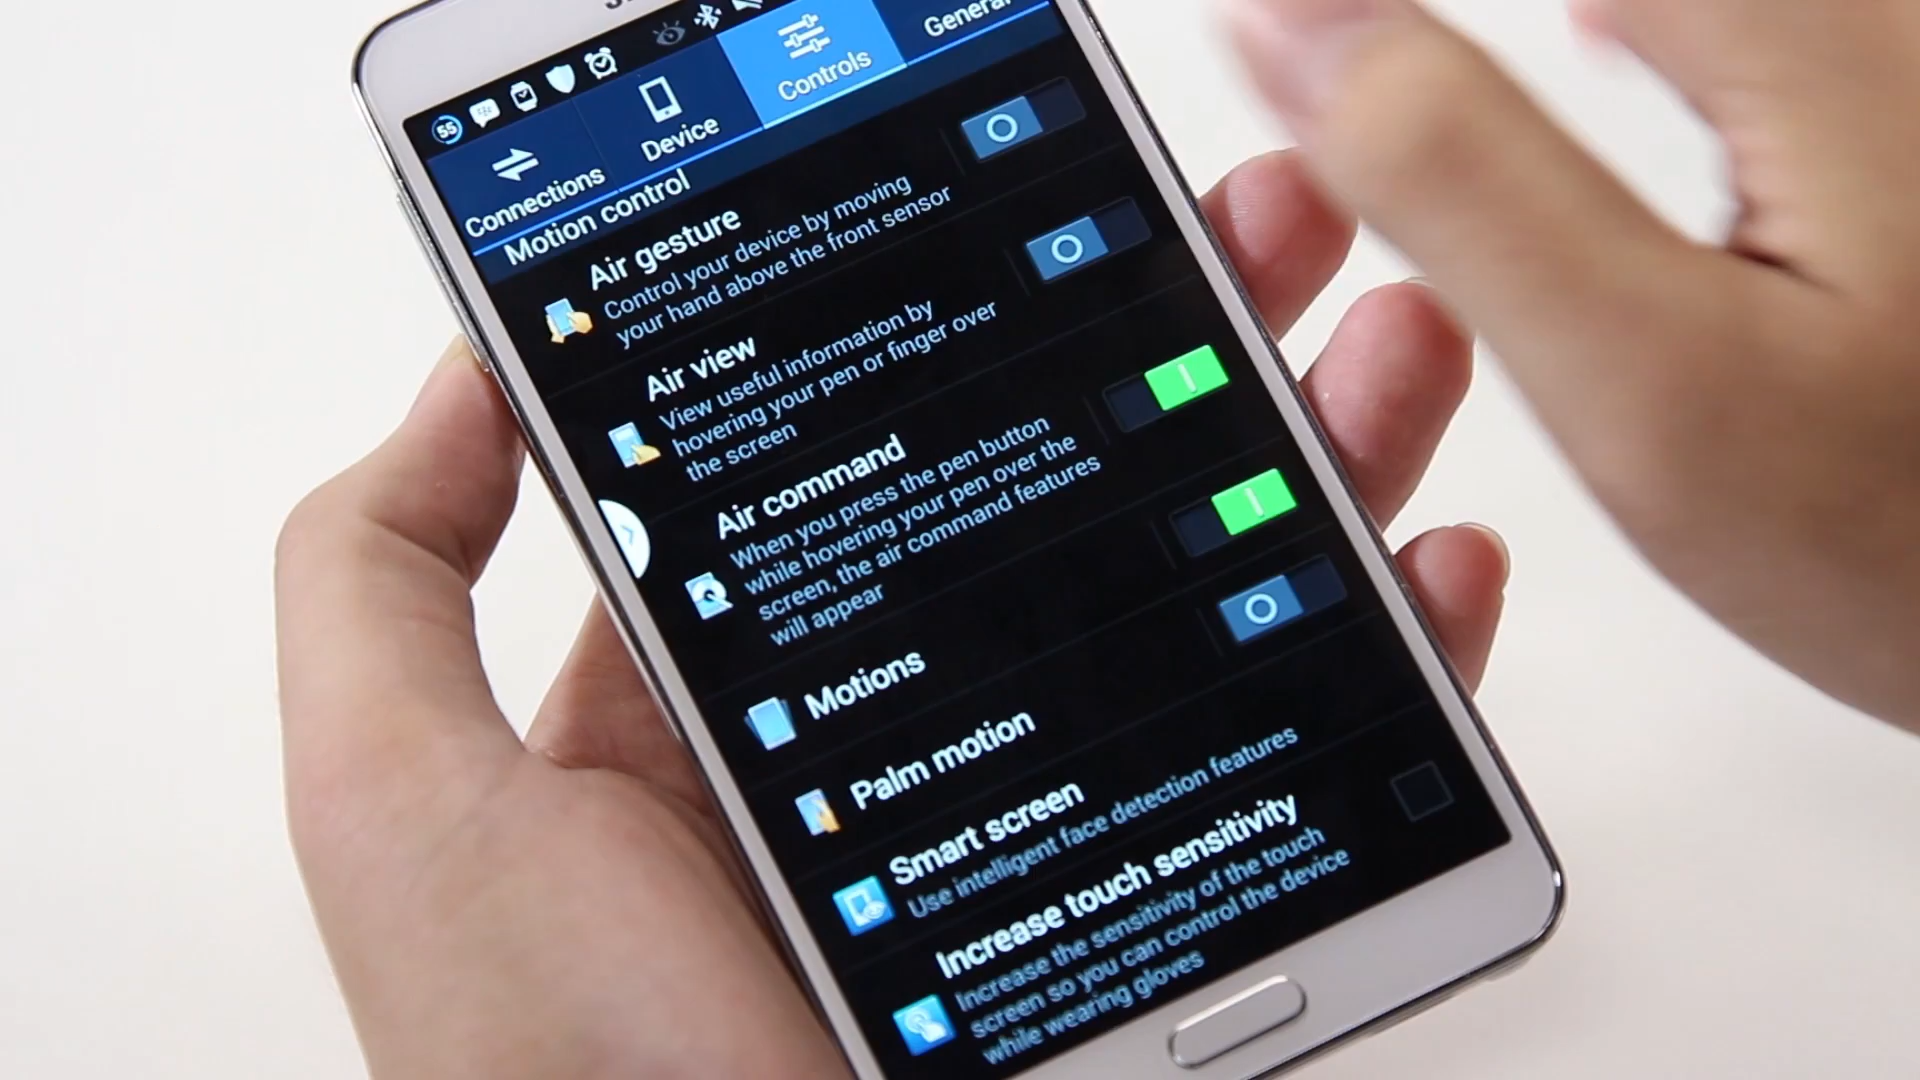 55
Connections
Device
Controls
General
Motion control
Air gesture
Control your device by moving
your hand above the front sensor
Air view
View useful information by
hovering your pen or finger over
the screen
Air command
When you press the pen button
while hovering your pen over the
screen, the air command features
will appear
Motions
Palm motion
Smart screen
Use intelligent face detection features
Increase touch sensitivity
Increase the sensitivity of the touch
screen so you can control the device
while wearing gloves